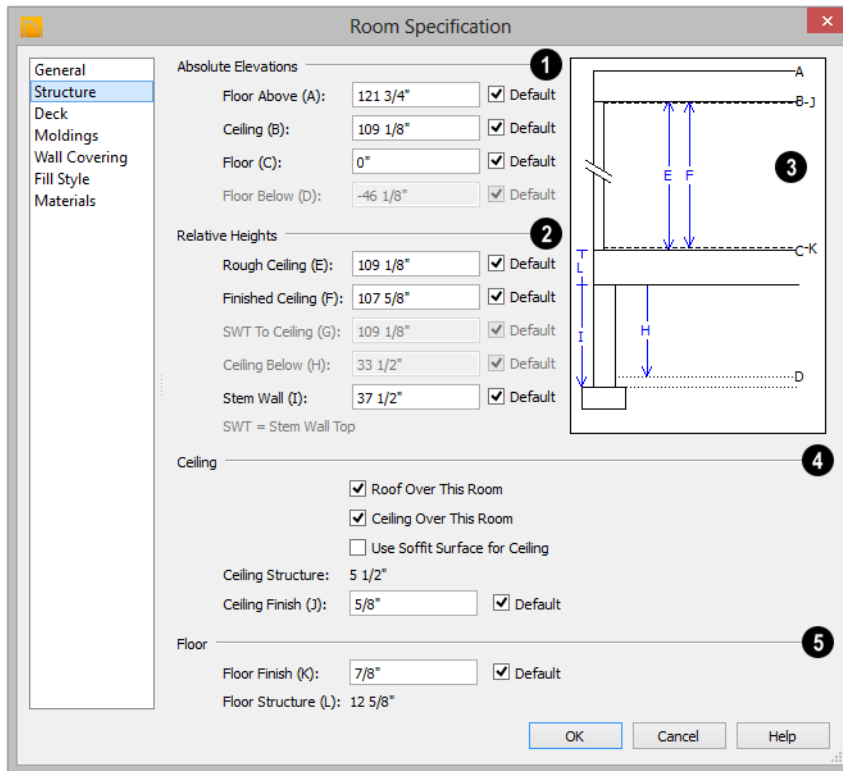 Room Specification
×
General
Structure
Deck
Moldings
Wall Covering
Fill Style
Materials
Absolute Elevations 1
Floor Above (A): 121 3/4" Default
Ceiling (B): 109 1/8" Default
Floor (C): 0" Default
Floor Below (D): -46 1/8" Default
Relative Heights 2
Rough Ceiling (E): 109 1/8" Default
Finished Ceiling (F): 107 5/8" Default
SWT To Ceiling (G): 109 1/8" Default
Ceiling Below (H): 33 1/2" Default
Stem Wall (I): 37 1/2" Default
SWT = Stem Wall Top
A
B-J
3
E F
C-K
L
I
H
D
Ceiling 4
Roof Over This Room
Ceiling Over This Room
Use Soffit Surface for Ceiling
Ceiling Structure: 5 1/2"
Ceiling Finish (J): 5/8" Default
Floor 5
Floor Finish (K): 7/8" Default
Floor Structure (L): 12 5/8"
OK Cancel Help